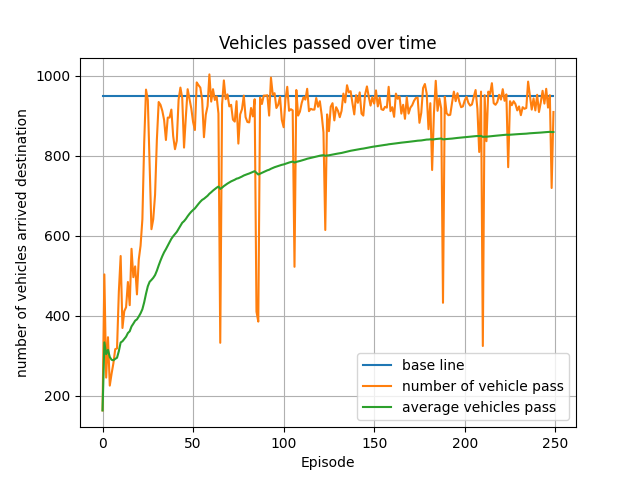 Vehicles passed over time
number of vehicles arrived destination
1000
800
600
400
200
0
50
100
150
200
250
Episode
base line
number of vehicle pass
average vehicles pass